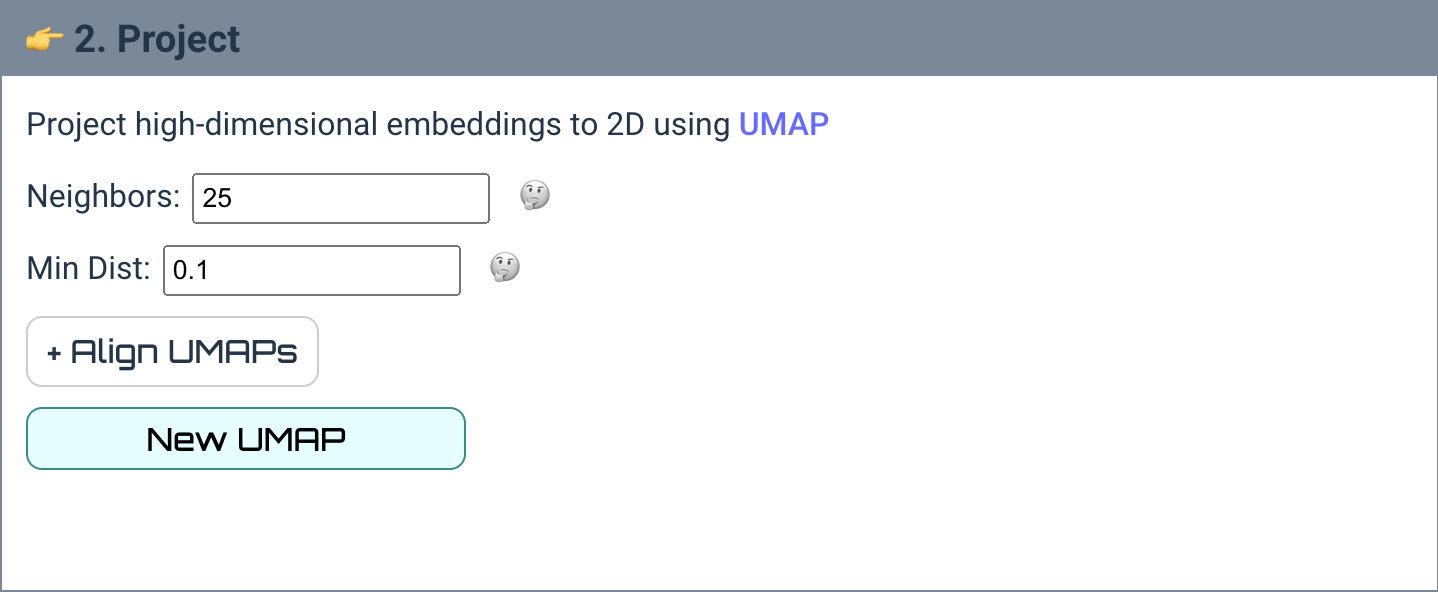 👉 2. Project
Project high-dimensional embeddings to 2D using UMAP
Neighbors: 25 🤔
Min Dist: 0.1 🤔
+ Align UMAPs
New UMAP